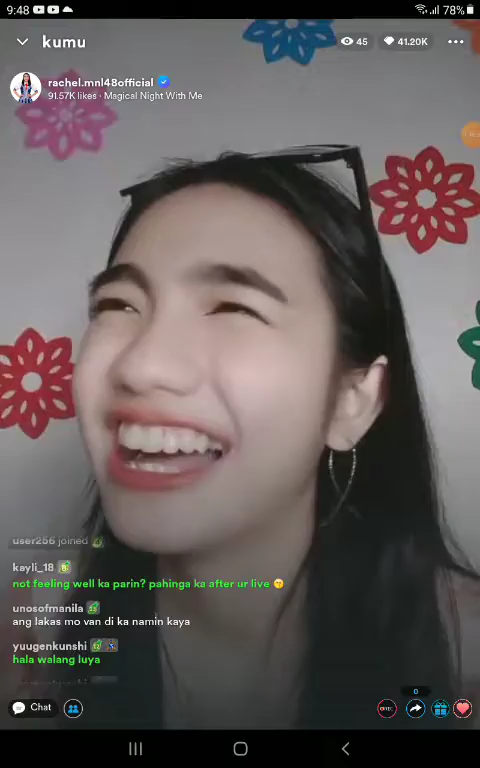 9:48
78%
kumu
45
41.20K
rachel.mnl48official
91.57K likes · Magical Night With Me
user256 joined
kayli_18
not feeling well ka parin? pahinga ka after ur live
unosofmanila
ang lakas mo van di ka namin kaya
yuugenkunshi
hala walang luya
Chat
0